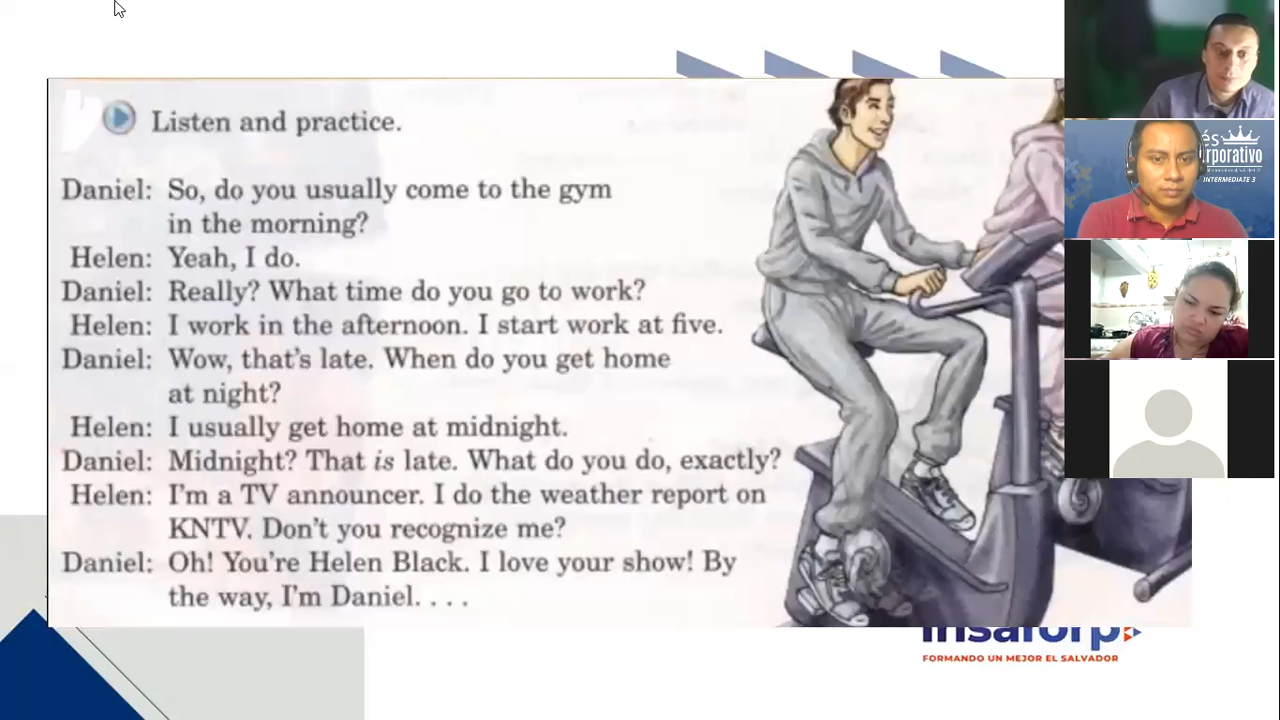 Listen and practice.
Daniel: So, do you usually come to the gym
in the morning?
Helen: Yeah, I do.
Daniel: Really? What time do you go to work?
Helen: I work in the afternoon. I start work at five.
Daniel: Wow, that's late. When do you get home
at night?
Helen: I usually get home at midnight.
Daniel: Midnight? That is late. What do you do, exactly?
Helen: I'm a TV announcer. I do the weather report on
KNTV. Don't you recognize me?
Daniel: Oh! You're Helen Black. I love your show! By
the way, I'm Daniel. . . .
INTERMEDIATE 3
insaforp
FORMANDO UN MEJOR EL SALVADOR